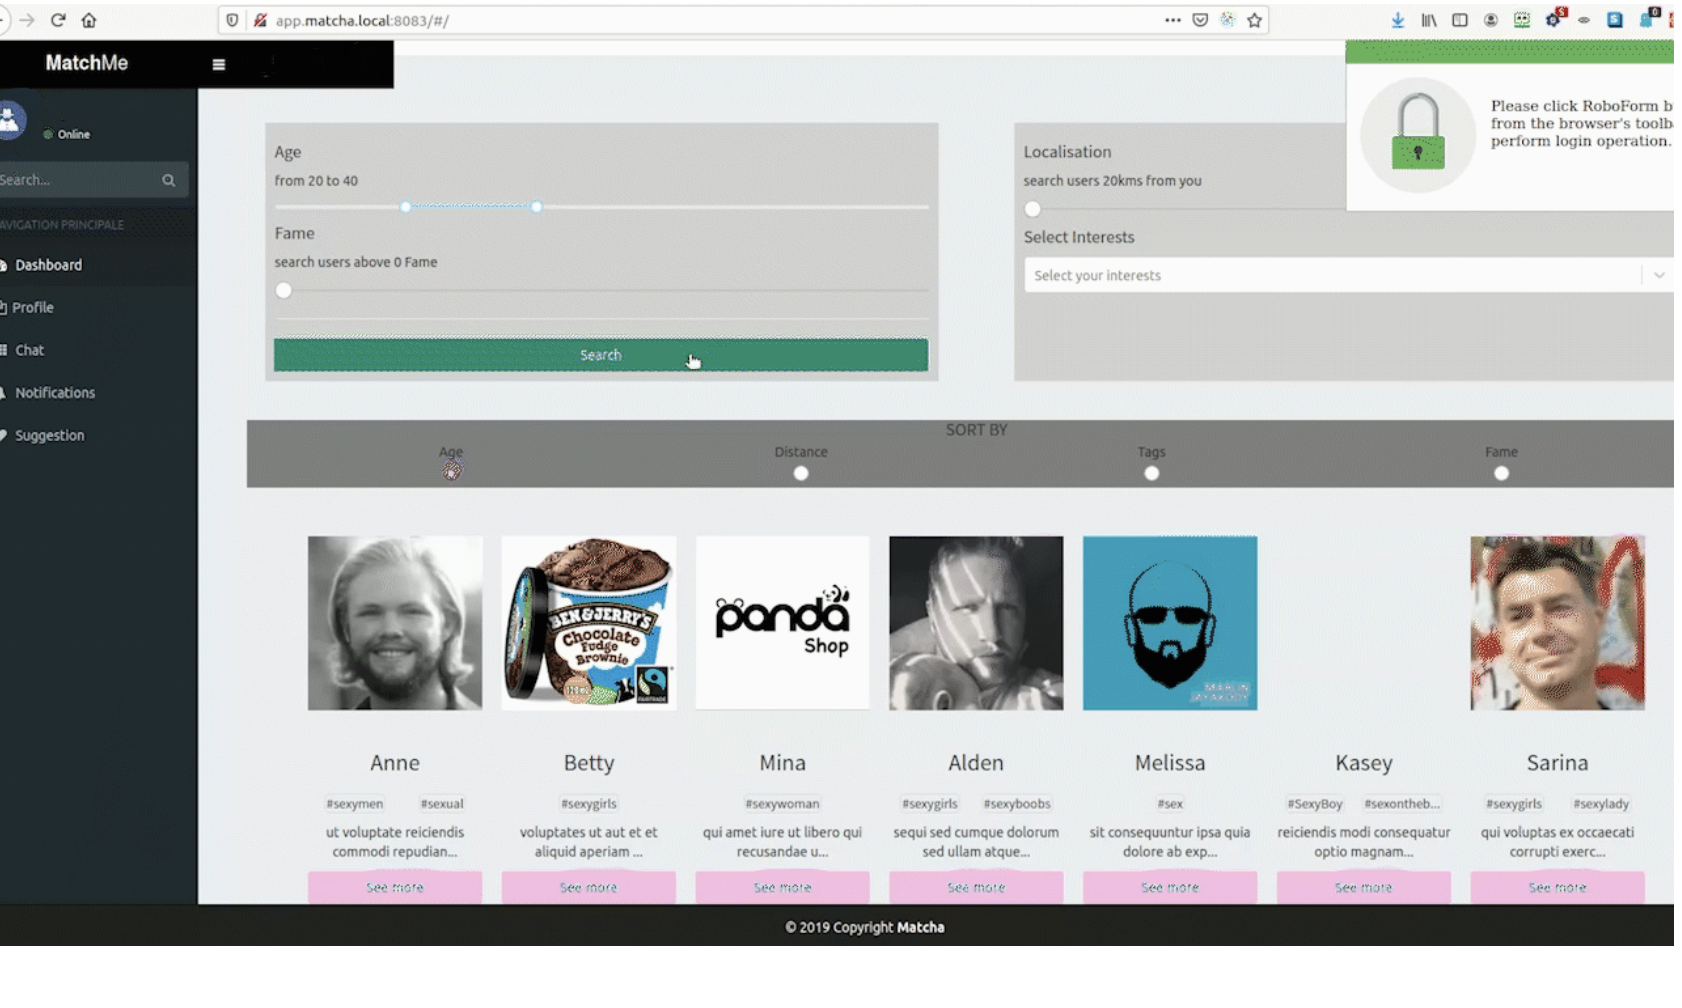 app.matcha.local:8083/#/
MatchMe
Online
Search...
AVIGATION PRINCIPALE
Dashboard
Profile
Chat
Notifications
Suggestion
Age
from 20 to 40
Fame
search users above 0 Fame
Search
Localisation
search users 20kms from you
Select Interests
Select your interests
Please click RoboForm b
from the browser's toolb
perform login operation.
SORT BY
Age Distance Tags Fame
BEN & JERRY'S
Chocolate
Fudge
Brownie
FAIRTRADE
panda
Shop
Anne Betty Mina Alden Melissa Kasey Sarina
#sexymen #sexual #sexygirls #sexywoman #sexygirls #sexyboobs #sex #SexyBoy #sexontheb... #sexygirls #sexylady
ut voluptate reiciendis voluptates ut aut et et qui amet iure ut libero qui sequi sed cumque dolorum sit consequuntur ipsa quia reiciendis modi consequatur qui voluptas ex occaecati
commodi repudian... aliquid aperiam ... recusandae u... sed ullam atque... dolore ab exp... optio magnam... corrupti exerc...
See more See more See more See more See more See more See more
© 2019 Copyright Matcha